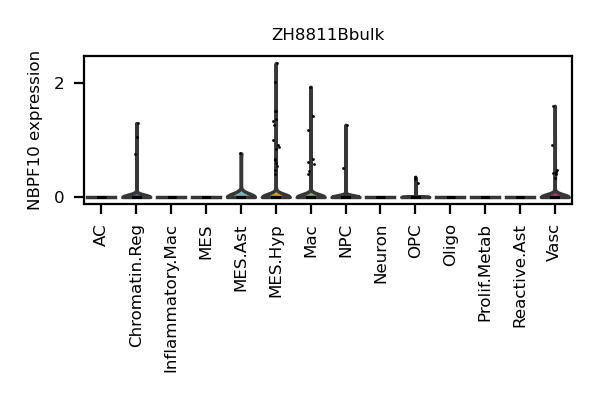 ZH8811Bbulk
NBPF10 expression
2
0
AC
Chromatin.Reg
Inflammatory.Mac
MES
MES.Ast
MES.Hyp
Mac
NPC
Neuron
OPC
Oligo
Prolif.Metab
Reactive.Ast
Vasc